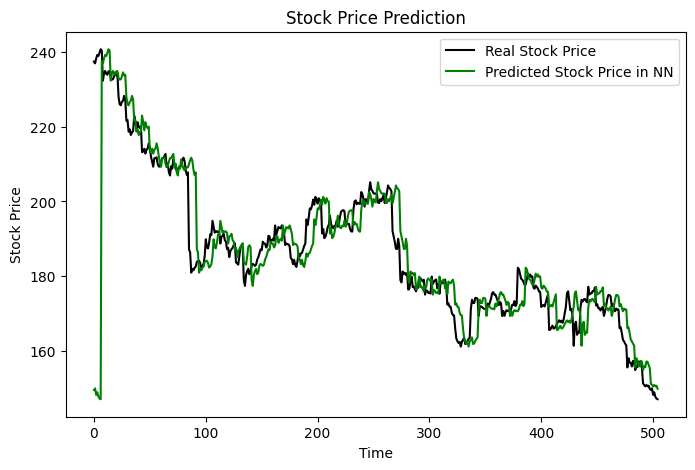 Stock Price Prediction
Real Stock Price
Predicted Stock Price in NN
Stock Price
240
220
200
180
160
0
100
200
300
400
500
Time